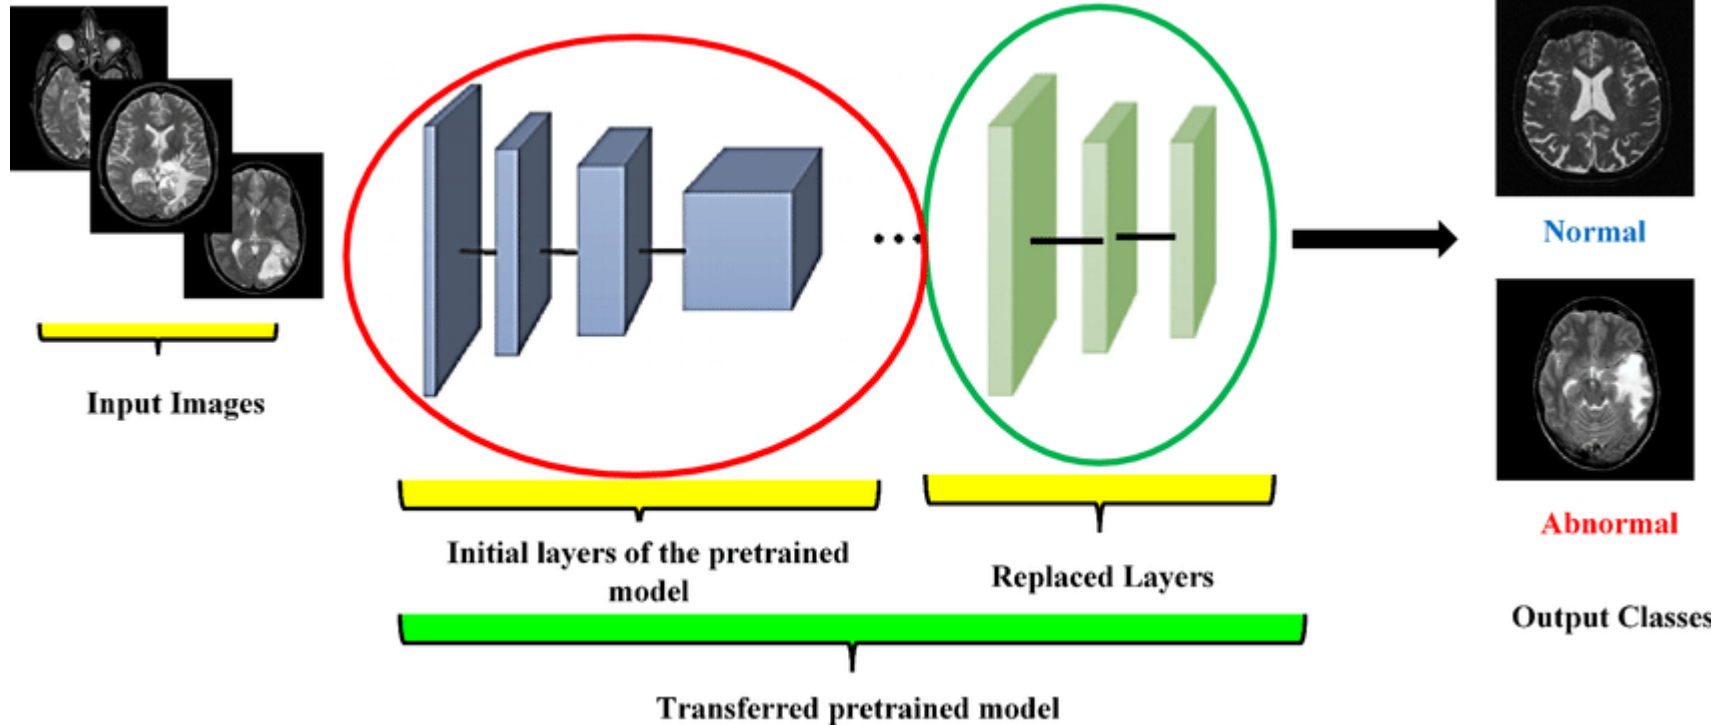 Normal
Input Images
Abnormal
Initial layers of the pretrained
model
Replaced Layers
Output Classes
Transferred pretrained model